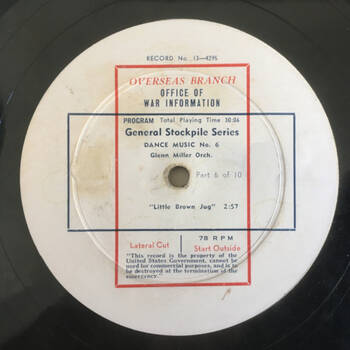 RECORD No. 13—4295
OVERSEAS BRANCH
OFFICE OF
WAR INFORMATION
PROGRAM Total Playing Time 30:06
General Stockpile Series
DANCE MUSIC No. 6
Glenn Miller Orch.
Part 6 of 10
"Little Brown Jug" 2:57
78 RPM
Lateral Cut Start Outside
"This record is the property of the
United States Government, cannot be
used for commercial purposes, and is to
be destroyed at the termination of the
emergency."